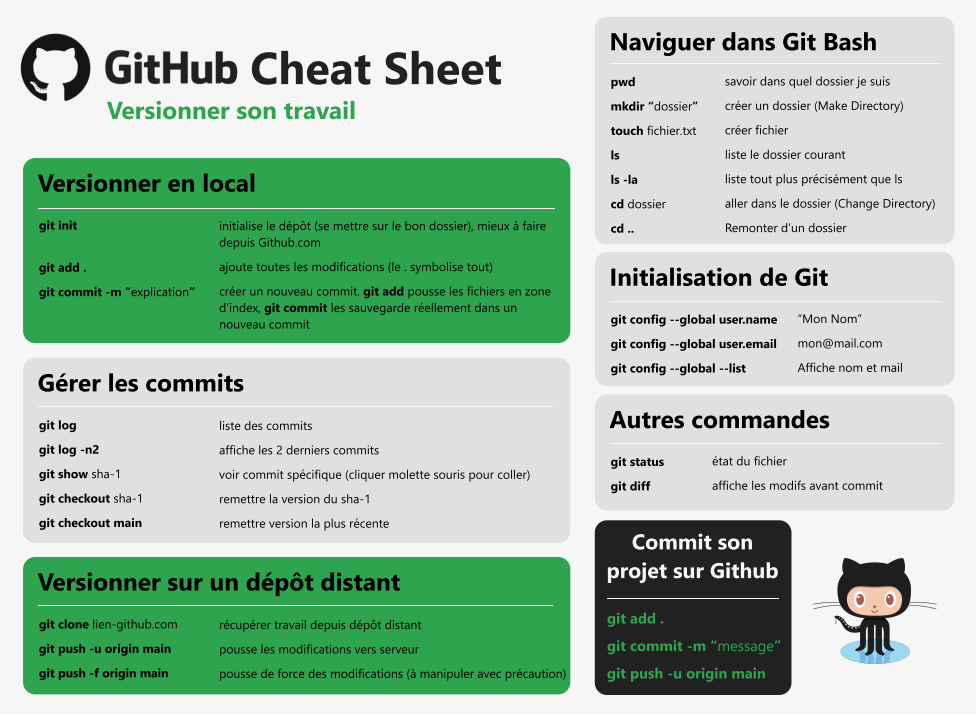 GitHub Cheat Sheet
Versionner son travail
Versionner en local
git init initialise le dépôt (se mettre sur le bon dossier), mieux à faire
depuis Github.com
git add . ajoute toutes les modifications (le . symbolise tout)
git commit -m “explication“ créer un nouveau commit. git add pousse les fichiers en zone
d’index, git commit les sauvegarde réellement dans un
nouveau commit
Gérer les commits
git log liste des commits
git log -n2 affiche les 2 derniers commits
git show sha-1 voir commit spécifique (cliquer molette souris pour coller)
git checkout sha-1 remettre la version du sha-1
git checkout main remettre version la plus récente
Versionner sur un dépôt distant
git clone lien-github.com récupérer travail depuis dépôt distant
git push -u origin main pousse les modifications vers serveur
git push -f origin main pousse de force des modifications (à manipuler avec précaution)
Naviguer dans Git Bash
pwd savoir dans quel dossier je suis
mkdir “dossier” créer un dossier (Make Directory)
touch fichier.txt créer fichier
ls liste le dossier courant
ls -la liste tout plus précisément que ls
cd dossier aller dans le dossier (Change Directory)
cd .. Remonter d’un dossier
Initialisation de Git
git config --global user.name “Mon Nom”
git config --global user.email mon@mail.com
git config --global --list Affiche nom et mail
Autres commandes
git status état du fichier
git diff affiche les modifs avant commit
Commit son
projet sur Github
git add .
git commit -m “message”
git push -u origin main